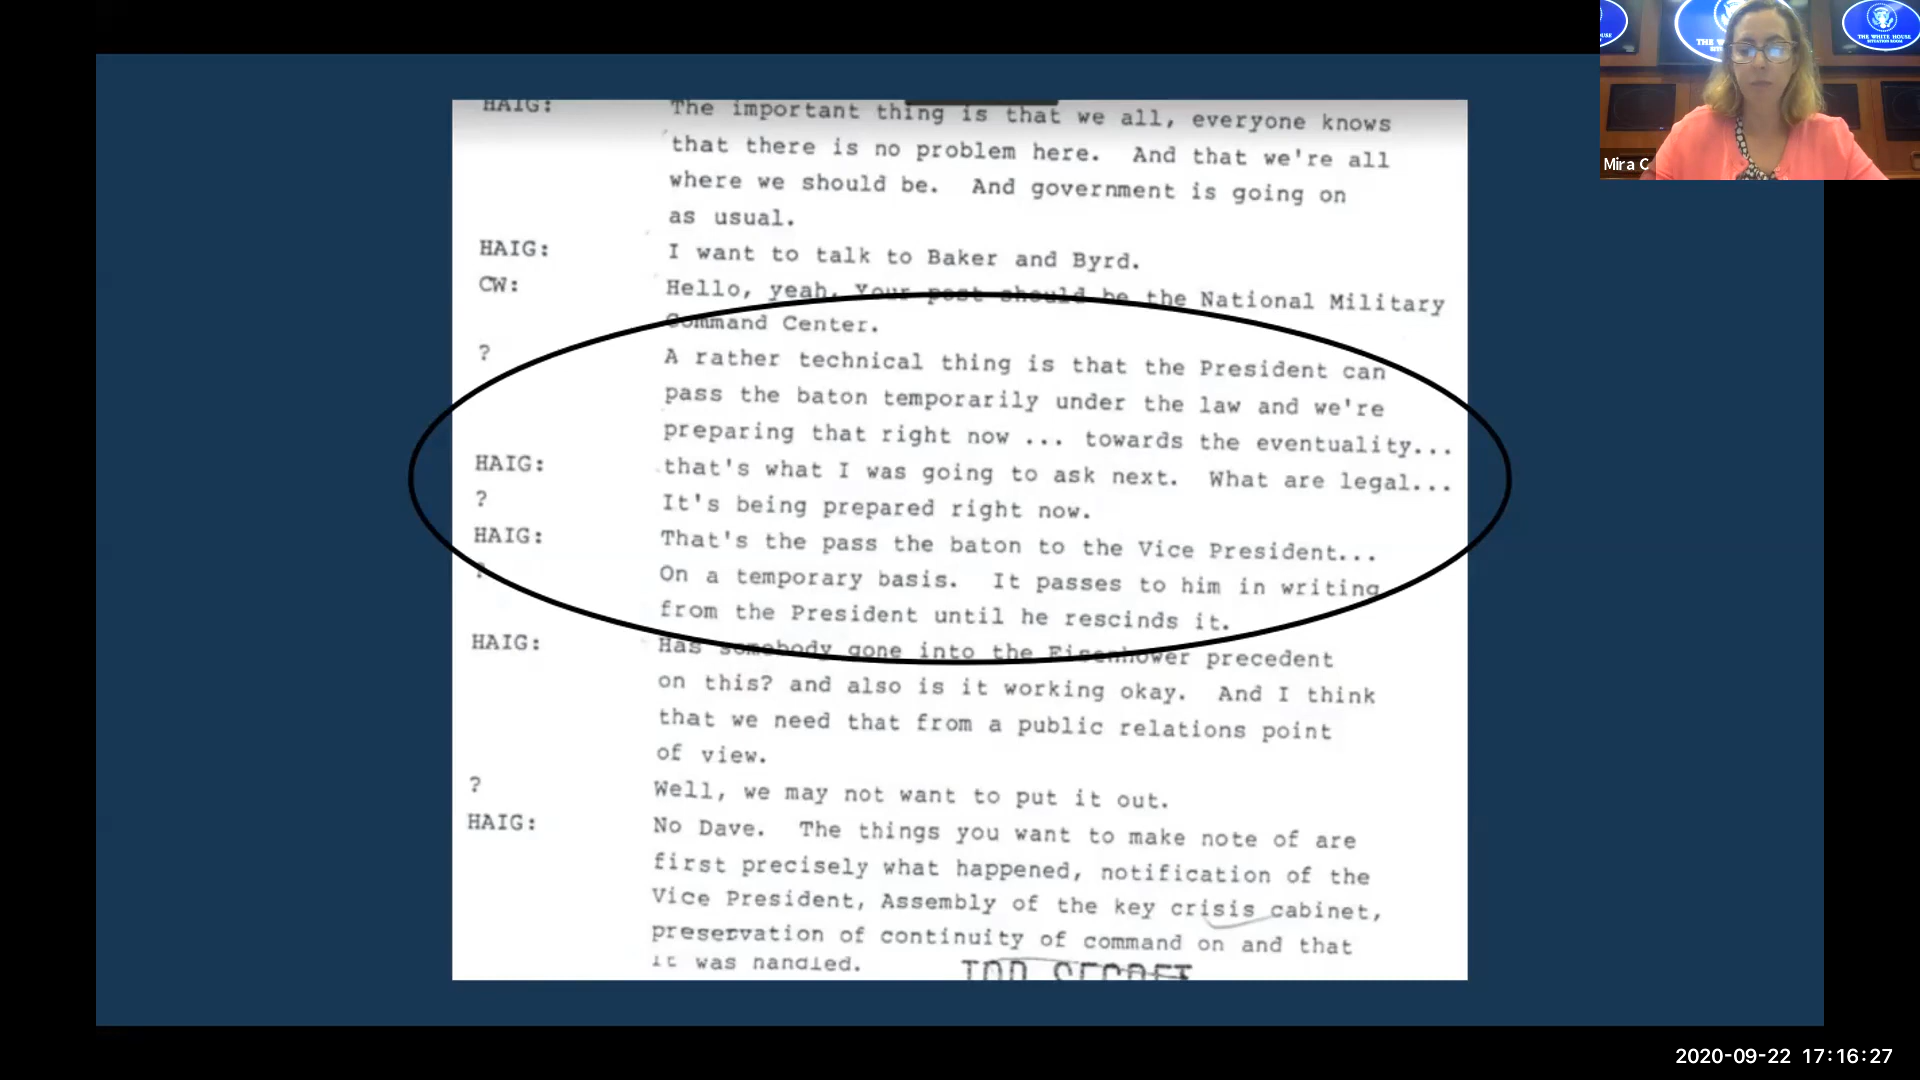 THE WHITE HOUSE
Mira C
HAIG: The important thing is that we all, everyone knows
that there is no problem here. And that we're all
where we should be. And government is going on
as usual.
HAIG: I want to talk to Baker and Byrd.
CW: Hello, yeah. Your post should be the National Military
Command Center.
? A rather technical thing is that the President can
pass the baton temporarily under the law and we're
preparing that right now ... towards the eventuality...
HAIG: that's what I was going to ask next. What are legal...
? It's being prepared right now.
HAIG: That's the pass the baton to the Vice President...
? On a temporary basis. It passes to him in writing
from the President until he rescinds it.
HAIG: Has somebody gone into the Eisenhower precedent
on this? and also is it working okay. And I think
that we need that from a public relations point
of view.
? Well, we may not want to put it out.
HAIG: No Dave. The things you want to make note of are
first precisely what happened, notification of the
Vice President, Assembly of the key crisis cabinet,
preservation of continuity of command on and that
it was handled.
TOP SECRET
2020-09-22 17:16:27